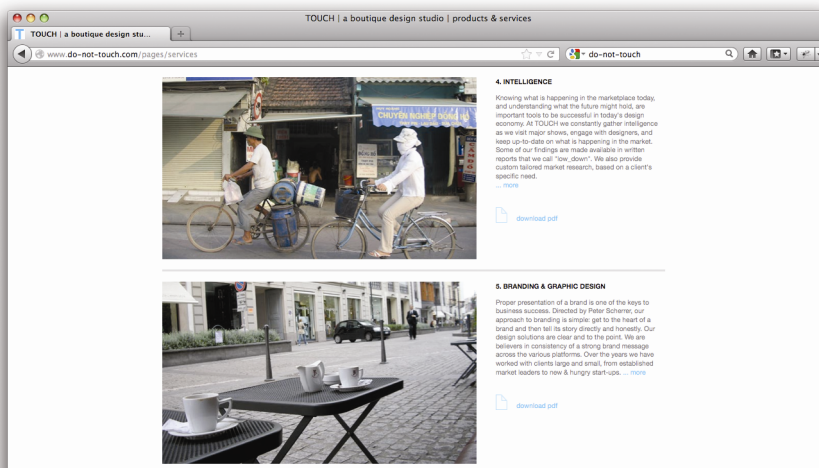 TOUCH | a boutique design studio | products & services
TOUCH | a boutique design stu...
www.do-not-touch.com/pages/services
do-not-touch
4. INTELLIGENCE
Knowing what is happening in the marketplace today,
and understanding what the future might hold, are
important tools to be successful in today's design
economy. At TOUCH we constantly gather intelligence
as we visit major shows, engage with designers, and
keep up-to-date on what is happening in the market.
Some of our findings are made available in written
reports that we call "low_down". We also provide
custom tailored market research, based on a client's
specific need.
... more
download pdf
CHUYÊN NGHIỆP ĐỒNG HỒ
CẦM
ĐỒ
5. BRANDING & GRAPHIC DESIGN
Proper presentation of a brand is one of the keys to
business success. Directed by Peter Scherrer, our
approach to branding is simple: get to the heart of a
brand and then tell its story directly and honestly. Our
design solutions are clear and to the point. We are
believers in consistency of a strong brand message
across the various platforms. Over the years we have
worked with clients large and small, from established
market leaders to new & hungry start-ups. ... more
download pdf